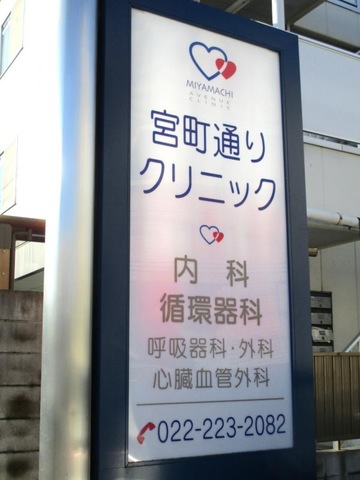 MIYAMACHI
AVENUE
CLINIC
宮町通り
クリニック
内 科
循環器科
呼吸器科・外科
心臓血管外科
022-223-2082